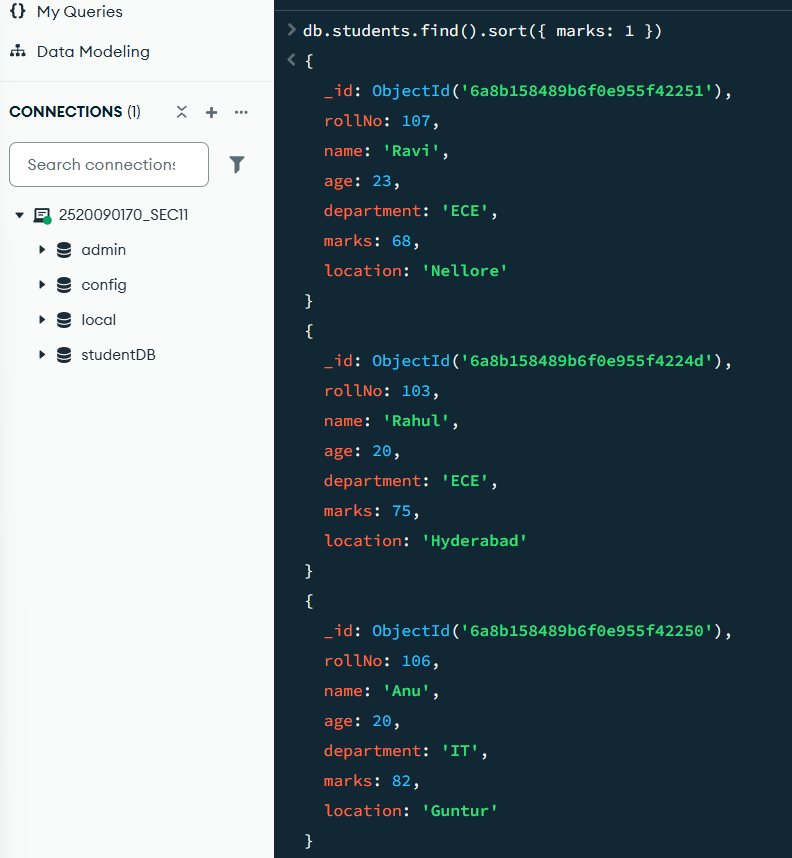 My Queries
Data Modeling
CONNECTIONS (1)
Search connections
2520090170_SEC11
admin
config
local
studentDB
db.students.find().sort({ marks: 1 })
{
_id: ObjectId('6a8b158489b6f0e955f42251'),
rollNo: 107,
name: 'Ravi',
age: 23,
department: 'ECE',
marks: 68,
location: 'Nellore'
}
{
_id: ObjectId('6a8b158489b6f0e955f4224d'),
rollNo: 103,
name: 'Rahul',
age: 20,
department: 'ECE',
marks: 75,
location: 'Hyderabad'
}
{
_id: ObjectId('6a8b158489b6f0e955f42250'),
rollNo: 106,
name: 'Anu',
age: 20,
department: 'IT',
marks: 82,
location: 'Guntur'
}